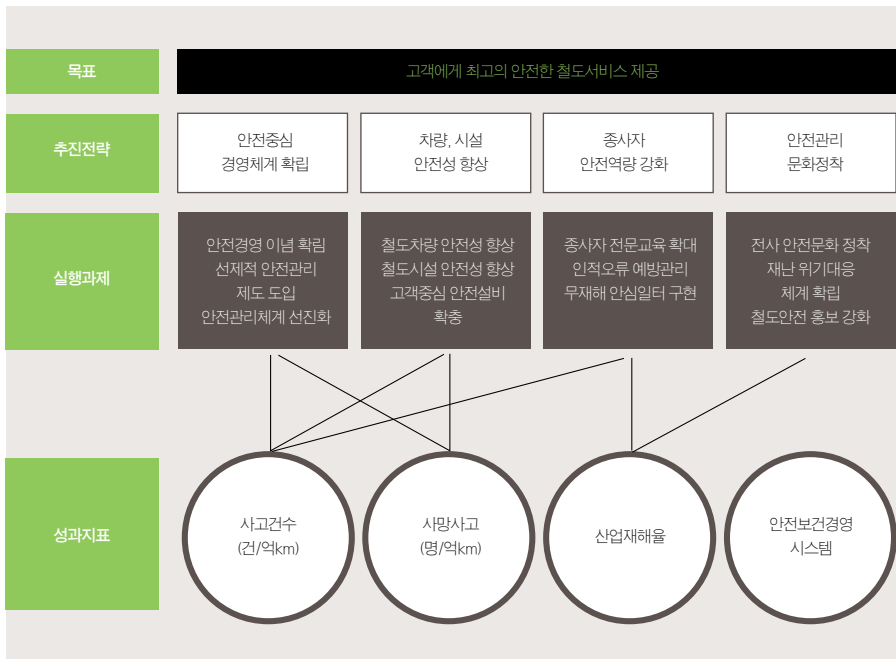 목표
고객에게 최고의 안전한 철도서비스 제공
추진전략
안전중심
경영체계 확립
차량, 시설
안전성 향상
종사자
안전역량 강화
안전관리
문화정착
실행과제
안전경영 이념 확립
선제적 안전관리
제도 도입
안전관리체계 선진화
철도차량 안전성 향상
철도시설 안전성 향상
고객중심 안전설비
확충
종사자 전문교육 확대
인적오류 예방관리
무재해 안심일터 구현
전사 안전문화 정착
재난 위기대응
체계 확립
철도안전 홍보 강화
성과지표
사고건수
(건/억km)
사망사고
(명/억km)
산업재해율
안전보건경영
시스템